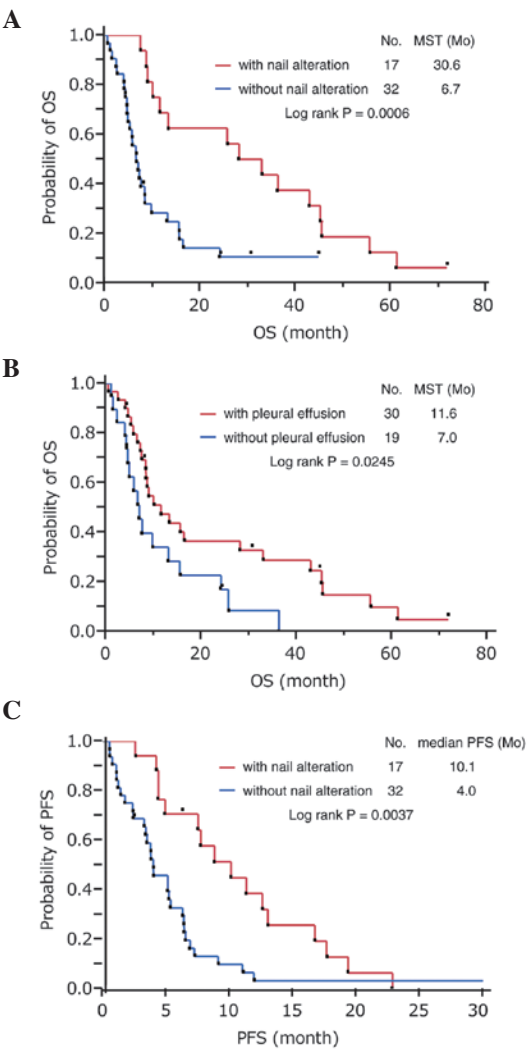 A
No. MST (Mo)
with nail alteration 17 30.6
without nail alteration 32 6.7
Log rank P = 0.0006
Probability of OS
1.0
0.8
0.6
0.4
0.2
0.0
0 20 40 60 80
OS (month)
B
No. MST (Mo)
with pleural effusion 30 11.6
without pleural effusion 19 7.0
Log rank P = 0.0245
Probability of OS
1.0
0.8
0.6
0.4
0.2
0.0
0 20 40 60 80
OS (month)
C
No. median PFS (Mo)
with nail alteration 17 10.1
without nail alteration 32 4.0
Log rank P = 0.0037
Probability of PFS
1.0
0.8
0.6
0.4
0.2
0.0
0 5 10 15 20 25 30
PFS (month)